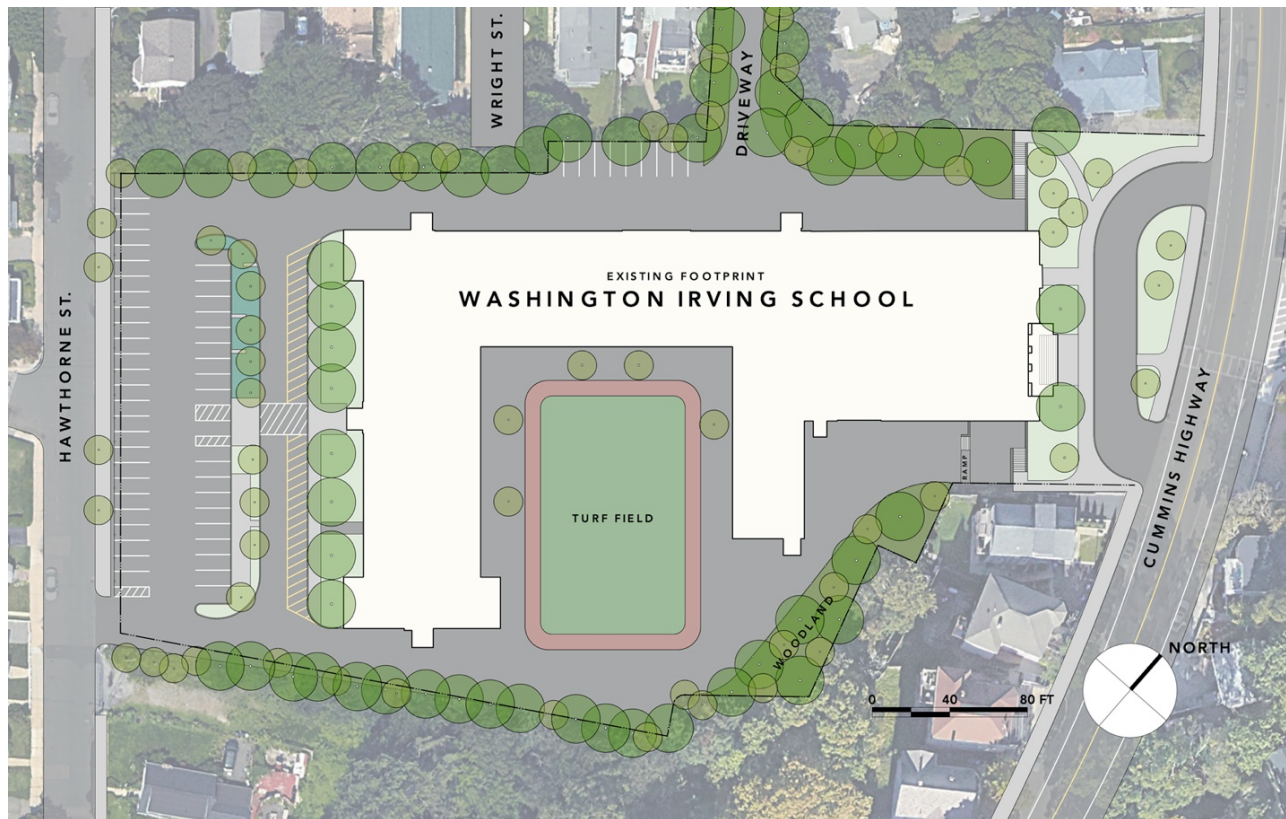 WRIGHT ST.
DRIVEWAY
EXISTING FOOTPRINT
WASHINGTON IRVING SCHOOL
HAWTHORNE ST.
RAMP
CUMMINS HIGHWAY
TURF FIELD
WOODLAND
NORTH
0 40 80 FT